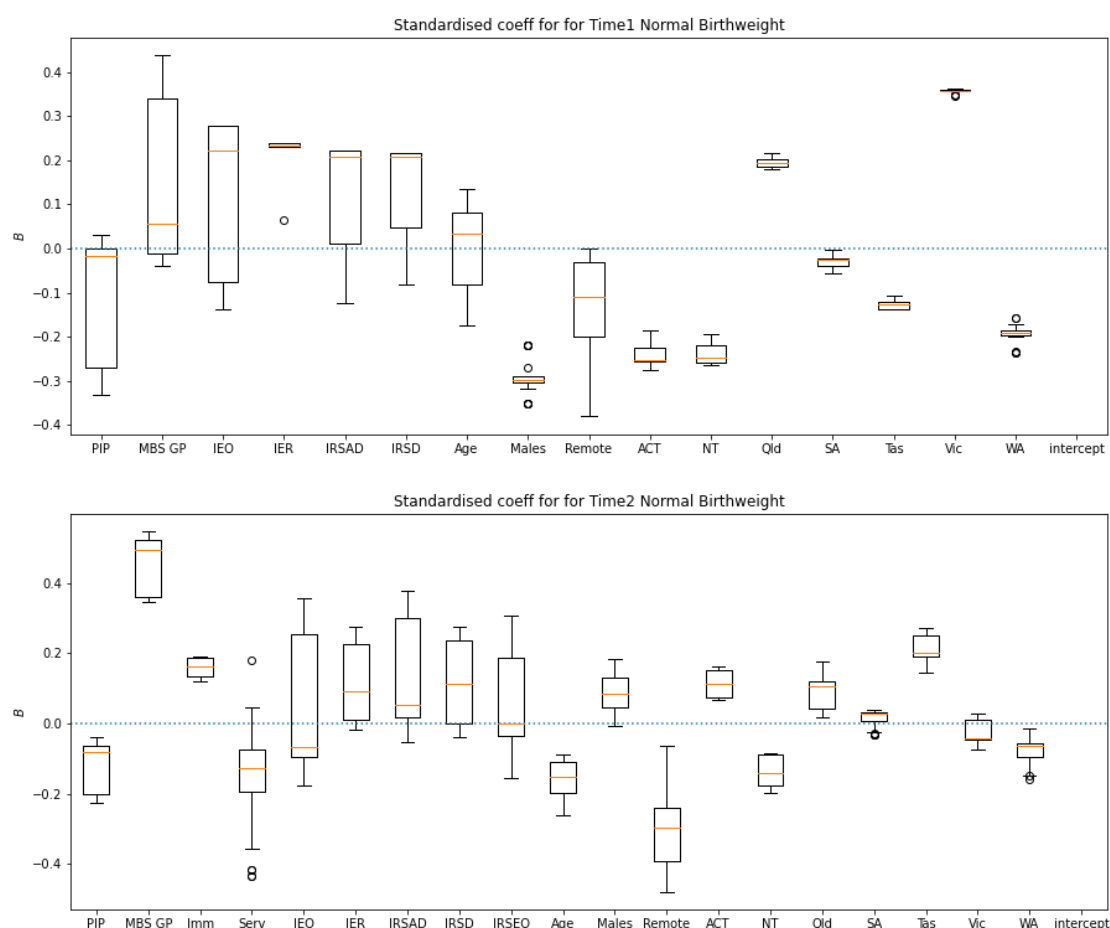 Standardised coeff for for Time1 Normal Birthweight
0.4
0.3
0.2
0.1
0.0
−0.1
−0.2
−0.3
−0.4
B
PIP MBS GP IEO IER IRSAD IRSD Age Males Remote ACT NT Qld SA Tas Vic WA intercept
Standardised coeff for for Time2 Normal Birthweight
0.4
0.2
0.0
−0.2
−0.4
B
PIP MBS GP Imm Serv IEO IER IRSAD IRSD IRSEO Age Males Remote ACT NT Qld SA Tas Vic WA intercept